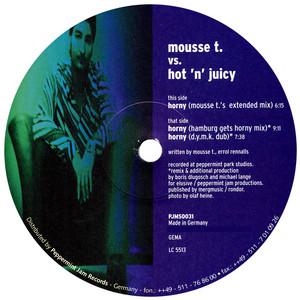 mousse t.
vs.
hot 'n' juicy
this side
horny (mousse t.'s extended mix) 6:15
that side
horny (hamburg gets horny mix)* 9:11
horny (d.y.m.k. dub)* 7:38
written by mousse t., errol rennalls
recorded at peppermint park studios.
*remix & additional production
by boris dlugosch and michael lange
for elusive / peppermint jam productions.
published by mergmusic / rondor.
photo by olaf heine.
PJMS0031
Made in Germany
GEMA
LC 5513
Distributed by Peppermint Jam Records - Germany - fon.: ++49 - 511 - 76 86 00 • fax.: ++49 - 511 - 7 01 09 26